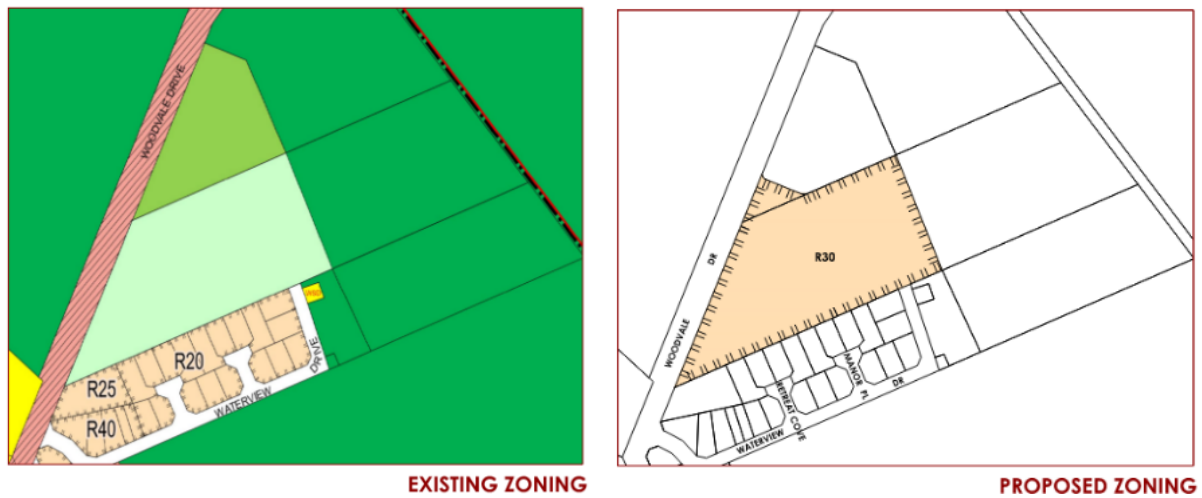 WOODVALE DRIVE
R20
R25
R40
WATERVIEW
DRIVE
EXISTING ZONING
R30
DR
WOODVALE
MANOR PL
RETREAT COVE
DR
WATERVIEW
PROPOSED ZONING